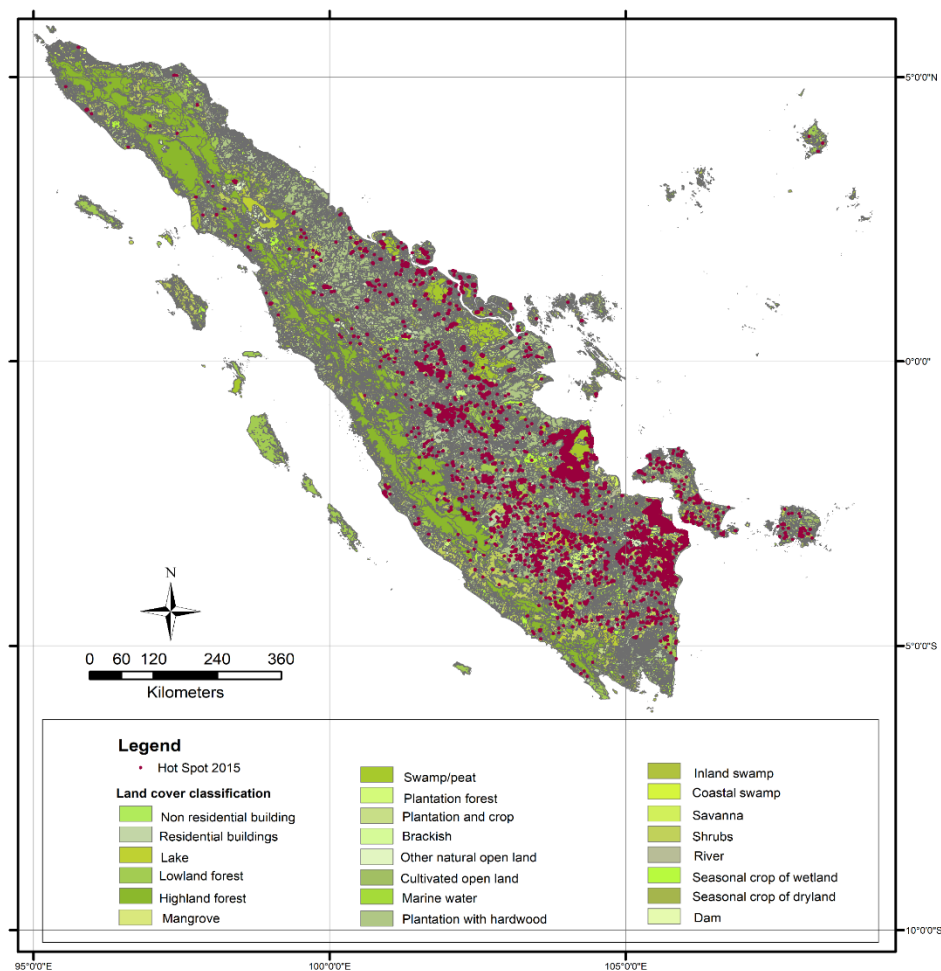 5°0'0"N
0°0'0"
5°0'0"S
10°0'0"S
N
0 60 120 240 360
Kilometers
Legend
Hot Spot 2015
Land cover classification
Non residential building
Residential buildings
Lake
Lowland forest
Highland forest
Mangrove
Swamp/peat
Plantation forest
Plantation and crop
Brackish
Other natural open land
Cultivated open land
Marine water
Plantation with hardwood
Inland swamp
Coastal swamp
Savanna
Shrubs
River
Seasonal crop of wetland
Seasonal crop of dryland
Dam
95°0'0"E 100°0'0"E 105°0'0"E